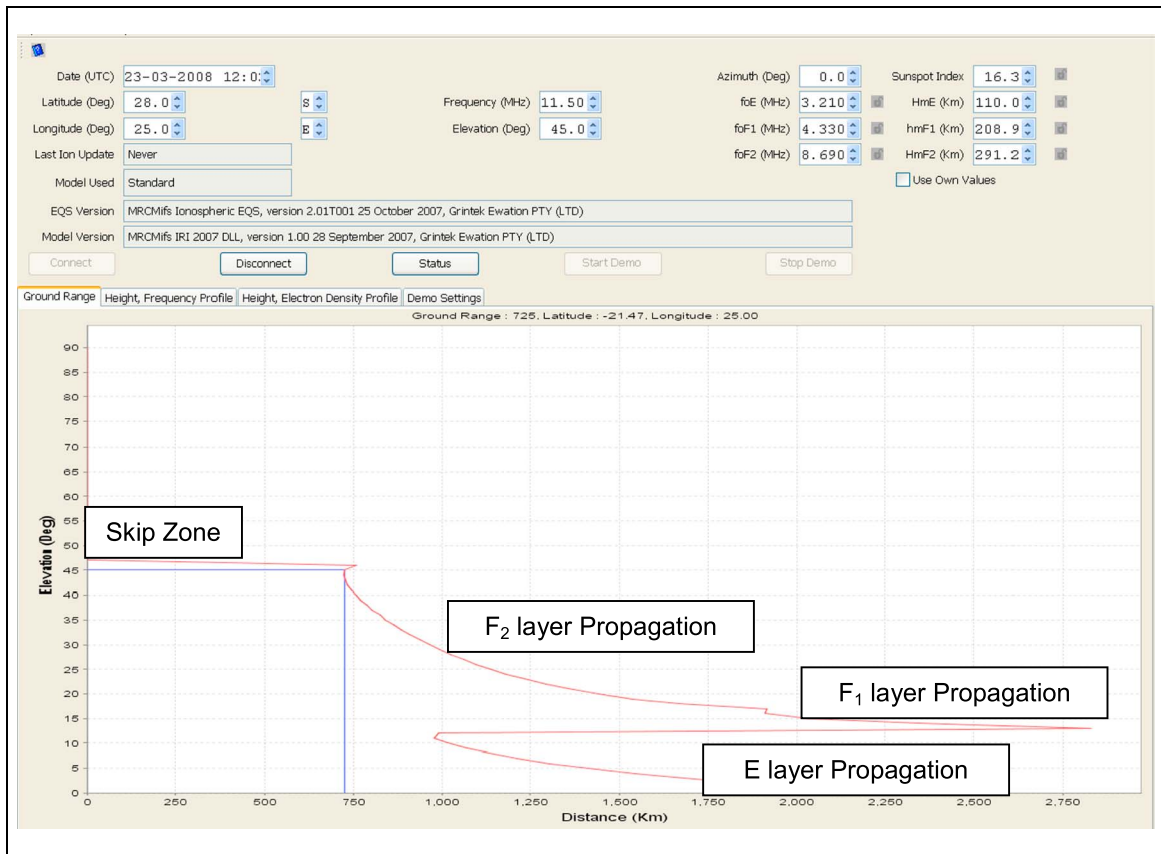 Date (UTC) 23-03-2008 12:0 Azimuth (Deg) 0.0 Sunspot Index 16.3
Latitude (Deg) 28.0 S Frequency (MHz) 11.50 foE (MHz) 3.210 HmE (Km) 110.0
Longitude (Deg) 25.0 E Elevation (Deg) 45.0 foF1 (MHz) 4.330 hmF1 (Km) 208.9
Last Ion Update Never foF2 (MHz) 8.690 HmF2 (Km) 291.2
Model Used Standard Use Own Values
EQS Version MRCMifs Ionospheric EQS, version 2.01T001 25 October 2007, Grintek Ewation PTY (LTD)
Model Version MRCMifs IRI 2007 DLL, version 1.00 28 September 2007, Grintek Ewation PTY (LTD)
Connect Disconnect Status Start Demo Stop Demo
Ground Range Height, Frequency Profile Height, Electron Density Profile Demo Settings
Ground Range : 725, Latitude : -21.47, Longitude : 25.00
90
85
80
75
70
65
60
55
Skip Zone
50
45
40
35
F2 layer Propagation
30
25
20
F1 layer Propagation
15
10
E layer Propagation
5
0
Elevation (Deg)
0 250 500 750 1,000 1,250 1,500 1,750 2,000 2,250 2,500 2,750
Distance (Km)